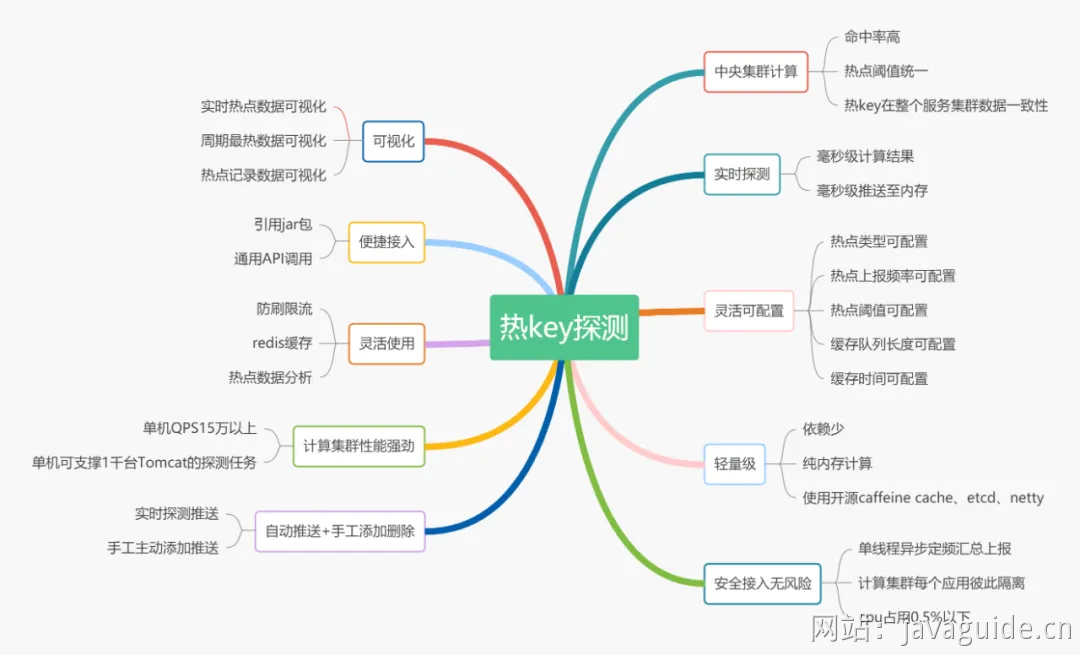 热key探测
中央集群计算
命中率高
热点阈值统一
热key在整个服务集群数据一致性
实时探测
毫秒级计算结果
毫秒级推送至内存
灵活可配置
热点类型可配置
热点上报频率可配置
热点阈值可配置
缓存队列长度可配置
缓存时间可配置
轻量级
依赖少
纯内存计算
使用开源caffeine cache、etcd、netty
安全接入无风险
单线程异步定频汇总上报
计算集群每个应用彼此隔离
cpu占用0.5%以下
可视化
实时热点数据可视化
周期最热数据可视化
热点记录数据可视化
便捷接入
引用jar包
通用API调用
灵活使用
防刷限流
redis缓存
热点数据分析
计算集群性能强劲
单机QPS15万以上
单机可支撑1千台Tomcat的探测任务
自动推送+手工添加删除
实时探测推送
手工主动添加推送
网站：javaguide.cn